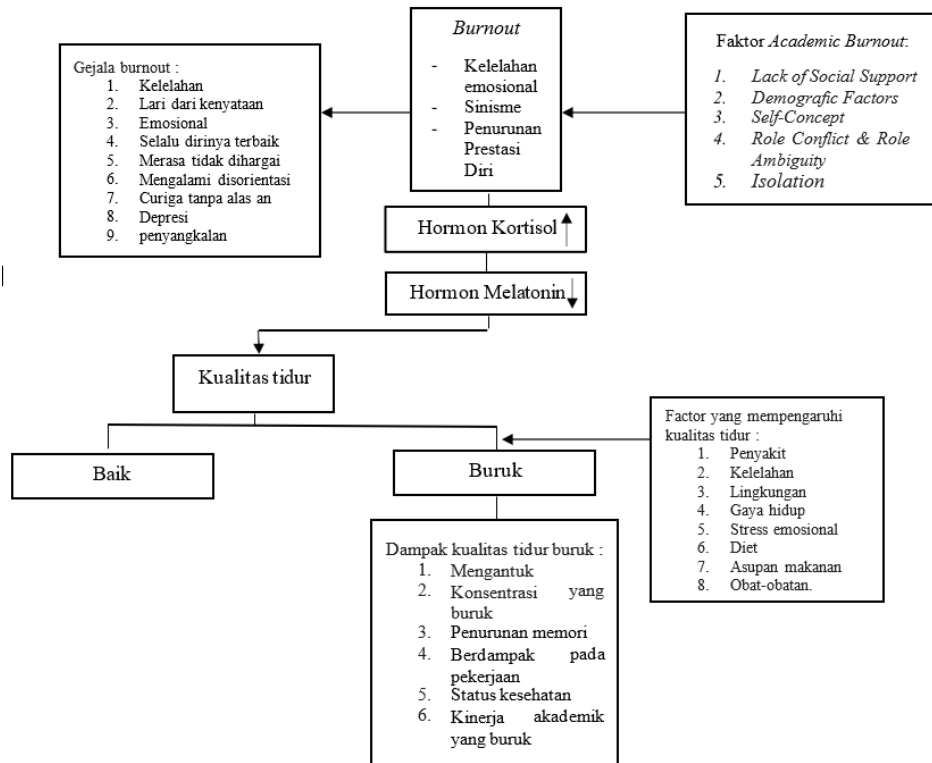 Burnout
- Kelelahan
emosional
- Sinisme
- Penurunan
Prestasi
Diri
Gejala burnout :
1. Kelelahan
2. Lari dari kenyataan
3. Emosional
4. Selalu dirinya terbaik
5. Merasa tidak dihargai
6. Mengalami disorientasi
7. Curiga tanpa alas an
8. Depresi
9. penyangkalan
Faktor Academic Burnout:
1. Lack of Social Support
2. Demografic Factors
3. Self-Concept
4. Role Conflict & Role
Ambiguity
5. Isolation
Hormon Kortisol
Hormon Melatonin
Kualitas tidur
Baik
Buruk
Factor yang mempengaruhi
kualitas tidur :
1. Penyakit
2. Kelelahan
3. Lingkungan
4. Gaya hidup
5. Stress emosional
6. Diet
7. Asupan makanan
8. Obat-obatan.
Dampak kualitas tidur buruk :
1. Mengantuk
2. Konsentrasi yang
buruk
3. Penurunan memori
4. Berdampak pada
pekerjaan
5. Status kesehatan
6. Kinerja akademik
yang buruk